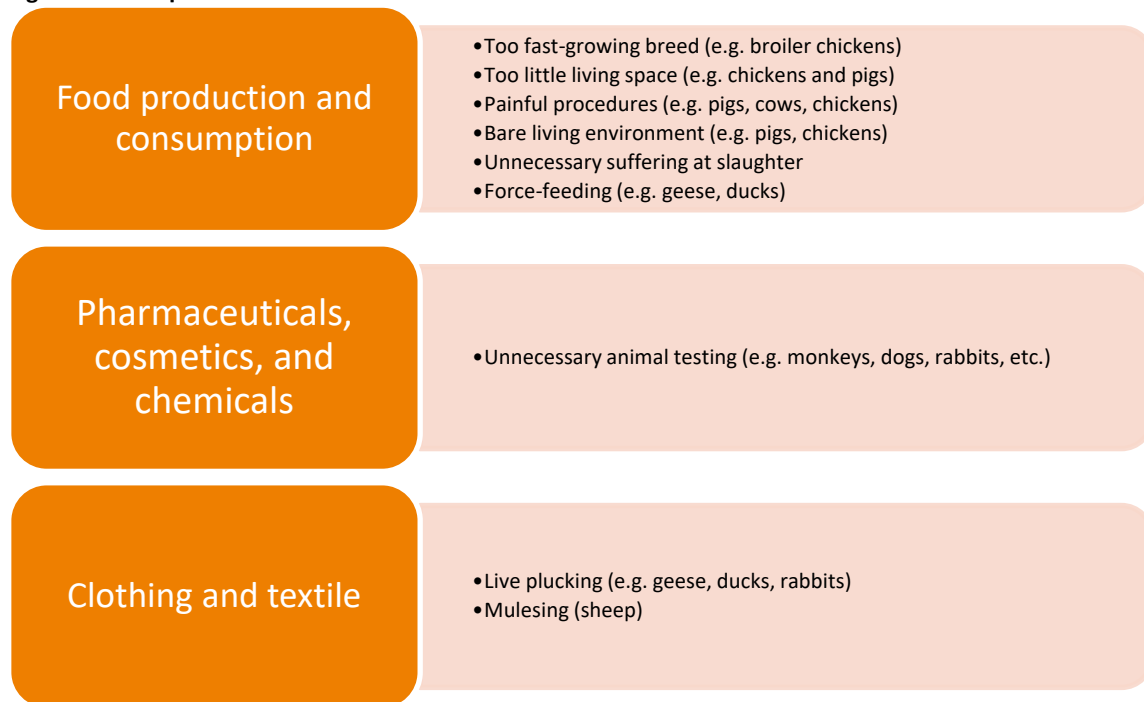 Food production and
consumption
•Too fast-growing breed (e.g. broiler chickens)
•Too little living space (e.g. chickens and pigs)
•Painful procedures (e.g. pigs, cows, chickens)
•Bare living environment (e.g. pigs, chickens)
•Unnecessary suffering at slaughter
•Force-feeding (e.g. geese, ducks)
Pharmaceuticals,
cosmetics, and
chemicals
•Unnecessary animal testing (e.g. monkeys, dogs, rabbits, etc.)
Clothing and textile
•Live plucking (e.g. geese, ducks, rabbits)
•Mulesing (sheep)